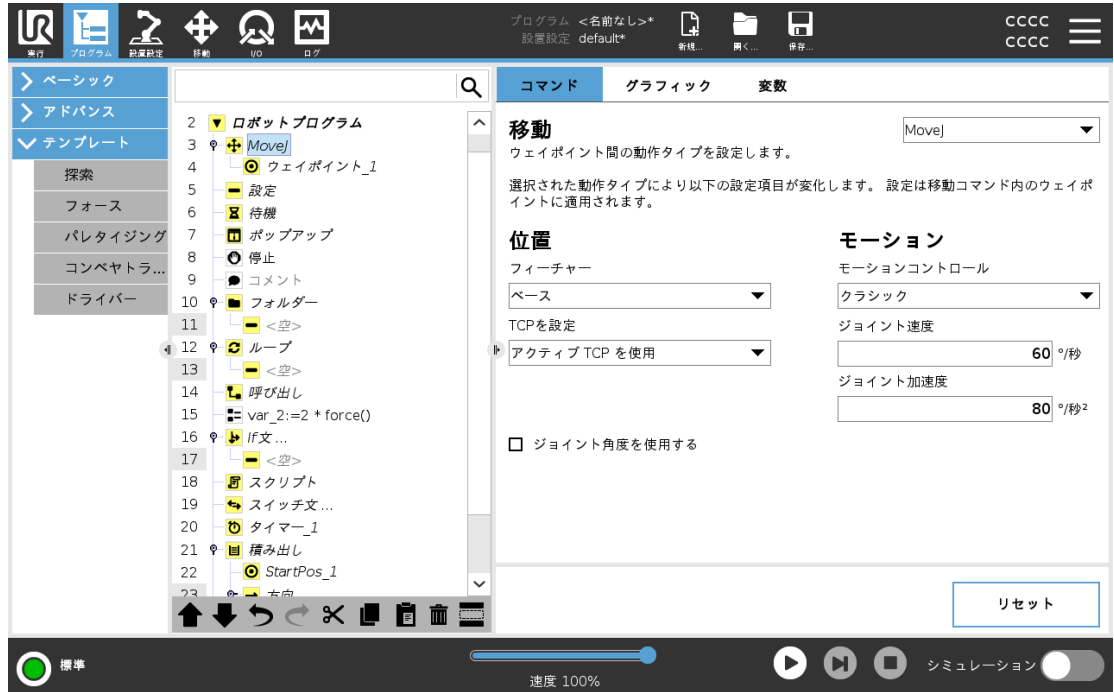 UR
実行
プログラム
設置設定
移動
I/O
ログ
プログラム <名前なし>*
設置設定 default*
新規...
開く...
保存...
CCCC
CCCC
ベーシック
アドバンス
テンプレート
探索
フォース
パレタイジング
コンベヤトラ...
ドライバー
2 ロボットプログラム
3 MoveJ
4 ウェイポイント_1
5 設定
6 待機
7 ポップアップ
8 停止
9 コメント
10 フォルダー
11 <空>
12 ループ
13 <空>
14 呼び出し
15 var_2:=2 * force()
16 If文 ...
17 <空>
18 スクリプト
19 スイッチ文 ...
20 タイマー_1
21 積み出し
22 StartPos_1
23 方向
コマンド グラフィック 変数
移動
MoveJ
ウェイポイント間の動作タイプを設定します。
選択された動作タイプにより以下の設定項目が変化します。 設定は移動コマンド内のウェイポ
イントに適用されます。
位置
フィーチャー
ベース
TCPを設定
アクティブ TCP を使用
ジョイント角度を使用する
モーション
モーションコントロール
クラシック
ジョイント速度
60 °/秒
ジョイント加速度
80 °/秒²
リセット
標準
速度 100%
シミュレーション